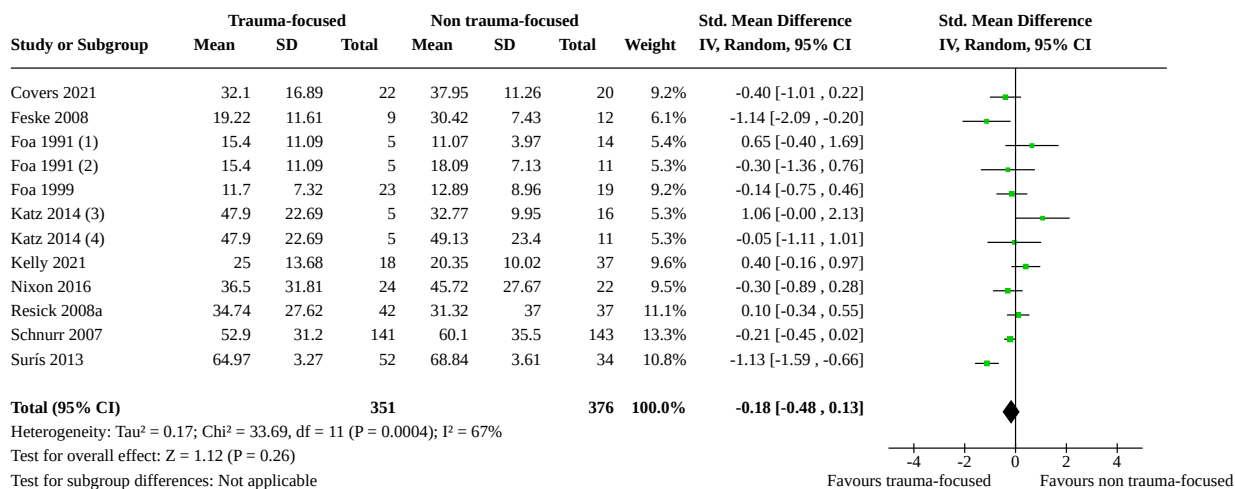 Trauma-focused Non trauma-focused Std. Mean Difference Std. Mean Difference
Study or Subgroup Mean SD Total Mean SD Total Weight IV, Random, 95% CI IV, Random, 95% CI
Covers 2021 32.1 16.89 22 37.95 11.26 20 9.2% -0.40 [-1.01 , 0.22]
Feske 2008 19.22 11.61 9 30.42 7.43 12 6.1% -1.14 [-2.09 , -0.20]
Foa 1991 (1) 15.4 11.09 5 11.07 3.97 14 5.4% 0.65 [-0.40 , 1.69]
Foa 1991 (2) 15.4 11.09 5 18.09 7.13 11 5.3% -0.30 [-1.36 , 0.76]
Foa 1999 11.7 7.32 23 12.89 8.96 19 9.2% -0.14 [-0.75 , 0.46]
Katz 2014 (3) 47.9 22.69 5 32.77 9.95 16 5.3% 1.06 [-0.00 , 2.13]
Katz 2014 (4) 47.9 22.69 5 49.13 23.4 11 5.3% -0.05 [-1.11 , 1.01]
Kelly 2021 25 13.68 18 20.35 10.02 37 9.6% 0.40 [-0.16 , 0.97]
Nixon 2016 36.5 31.81 24 45.72 27.67 22 9.5% -0.30 [-0.89 , 0.28]
Resick 2008a 34.74 27.62 42 31.32 37 37 11.1% 0.10 [-0.34 , 0.55]
Schnurr 2007 52.9 31.2 141 60.1 35.5 143 13.3% -0.21 [-0.45 , 0.02]
Surís 2013 64.97 3.27 52 68.84 3.61 34 10.8% -1.13 [-1.59 , -0.66]
Total (95% CI) 351 376 100.0% -0.18 [-0.48 , 0.13]
Heterogeneity: Tau² = 0.17; Chi² = 33.69, df = 11 (P = 0.0004); I² = 67%
Test for overall effect: Z = 1.12 (P = 0.26)
-4 -2 0 2 4
Test for subgroup differences: Not applicable Favours trauma-focused Favours non trauma-focused